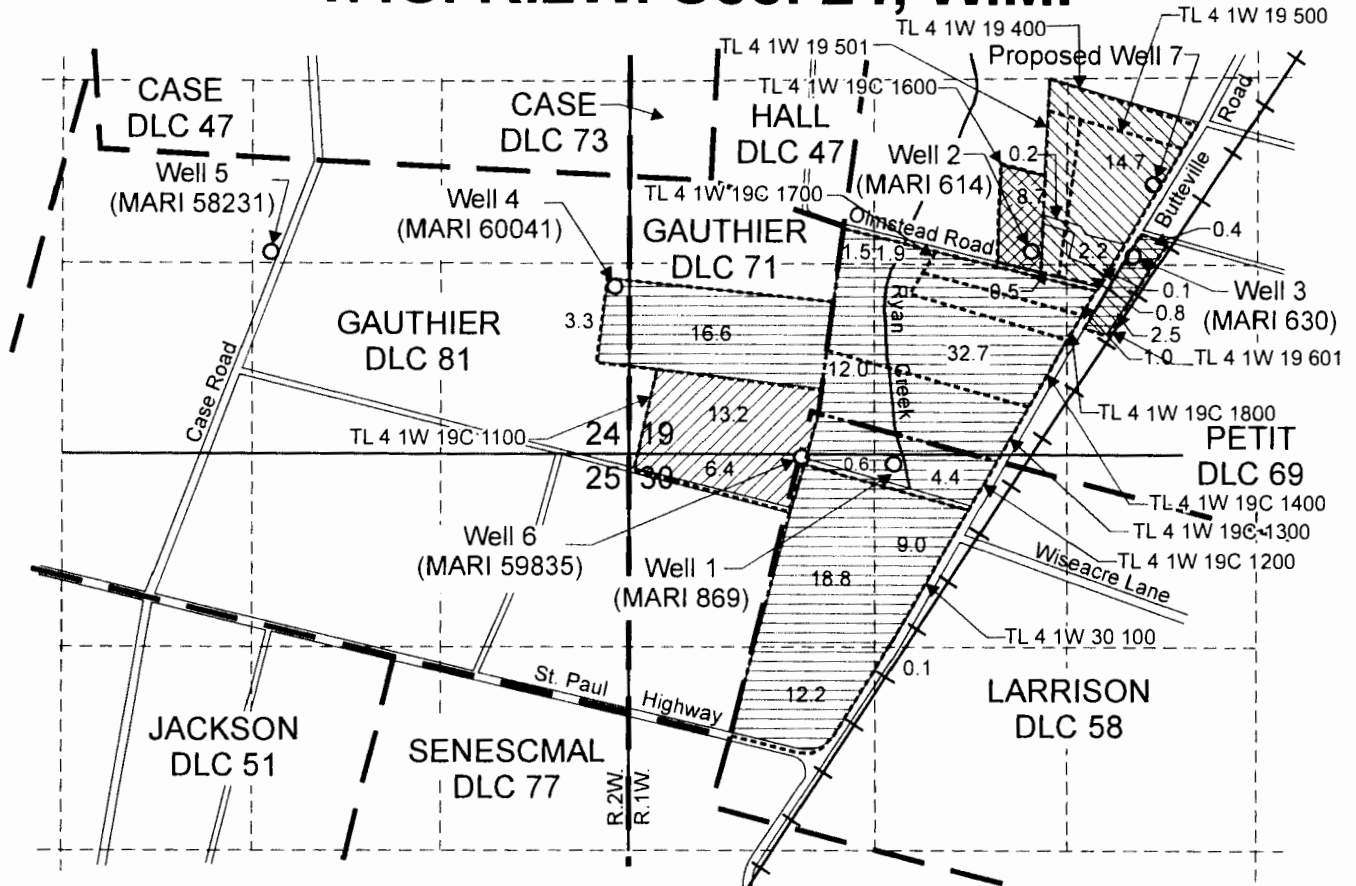 TL 4 1W 19 500
TL 4 1W 19 400
TL 4 1W 19 501
Proposed Well 7
TL 4 1W 19C 1600
CASE
DLC 47
CASE
DLC 73
HALL
DLC 47
Road
Butteville
Well 5
(MARI 58231)
Well 4
(MARI 60041)
Well 2
(MARI 614)
0.2
14.7
TL 4 1W 19C 1700
Olmstead Road
GAUTHIER
DLC 71
0.4
1.5
1.9
2.2
0.5
0.1
0.8
2.5
1.0
Well 3
(MARI 630)
TL 4 1W 19 601
3.3
16.6
GAUTHIER
DLC 81
Ryan
Creek
32.7
12.0
Case Road
13.2
TL 4 1W 19C 1100
24
19
25
30
6.4
0.6
4.4
TL 4 1W 19C 1800
PETIT
DLC 69
TL 4 1W 19C 1400
TL 4 1W 19C 1300
TL 4 1W 19C 1200
Well 6
(MARI 59835)
Well 1
(MARI 869)
9.0
18.8
Wiseacre Lane
TL 4 1W 30 100
0.1
12.2
St. Paul
Highway
LARRISON
DLC 58
JACKSON
DLC 51
SENESCMAL
DLC 77
R.2W.
R.1W.